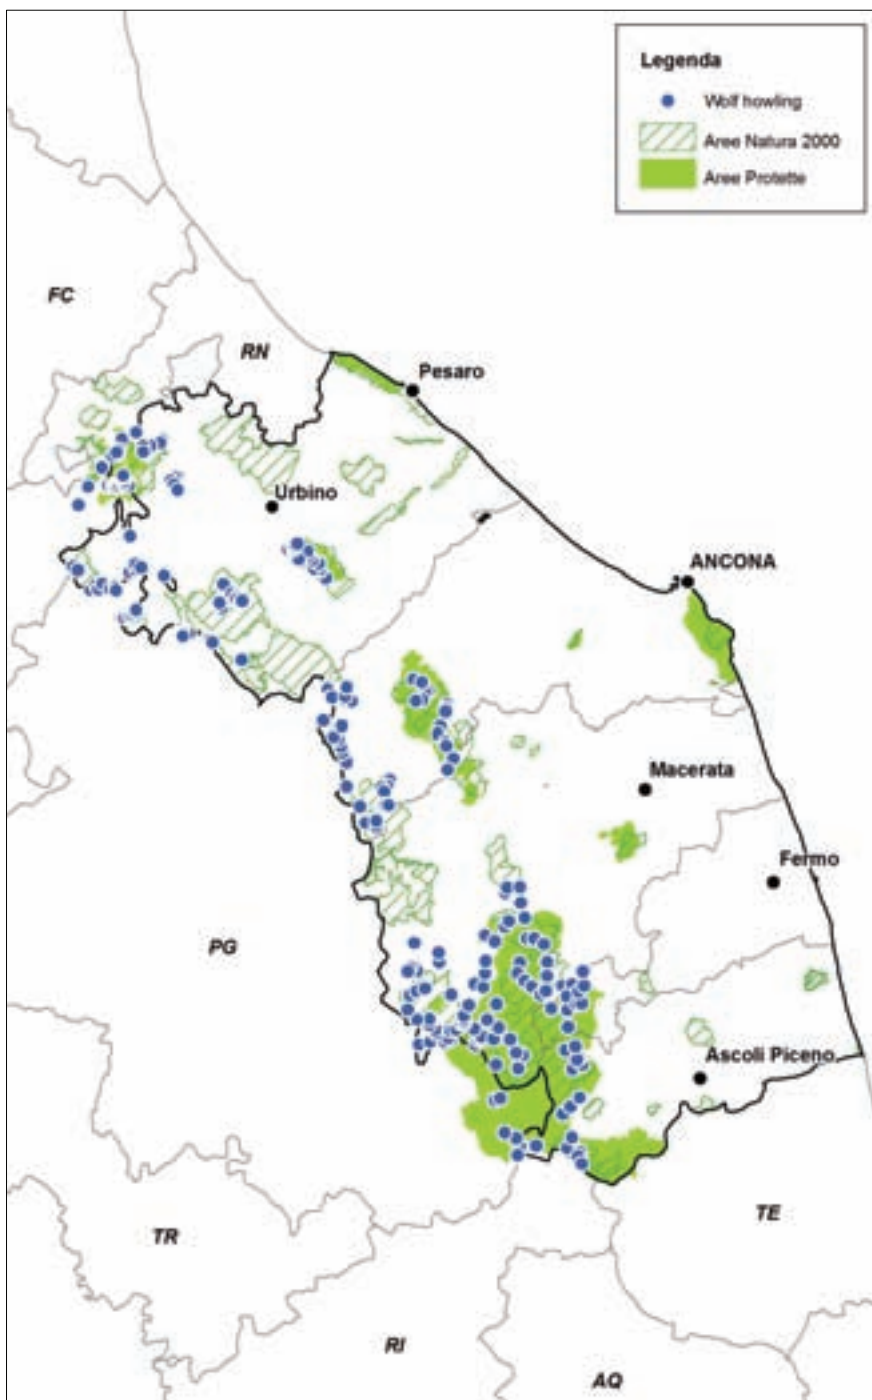 Legenda
Wolf howling
Aree Natura 2000
Aree Protette
FC
RN
Pesaro
Urbino
ANCONA
Macerata
Fermo
PG
Ascoli Piceno
TR
TE
RI
AQ